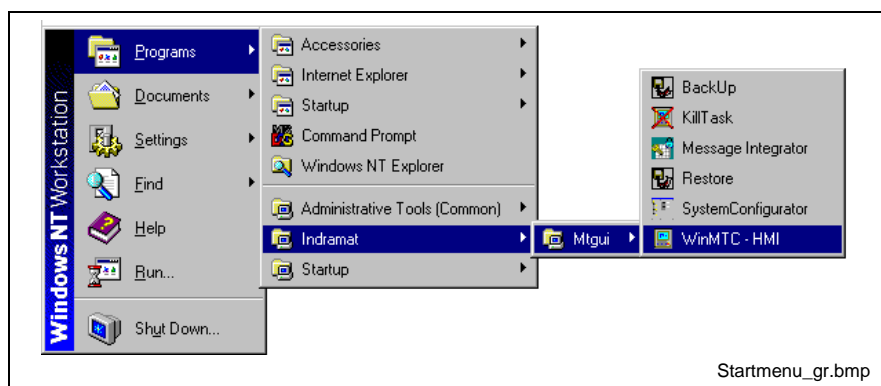 Windows NT Workstation
Programs
Documents
Settings
Find
Help
Run...
Shut Down...
Accessories
Internet Explorer
Startup
Command Prompt
Windows NT Explorer
Administrative Tools (Common)
Indramat
Startup
Mtgui
BackUp
KillTask
Message Integrator
Restore
SystemConfigurator
WinMTC - HMI
Startmenu_gr.bmp